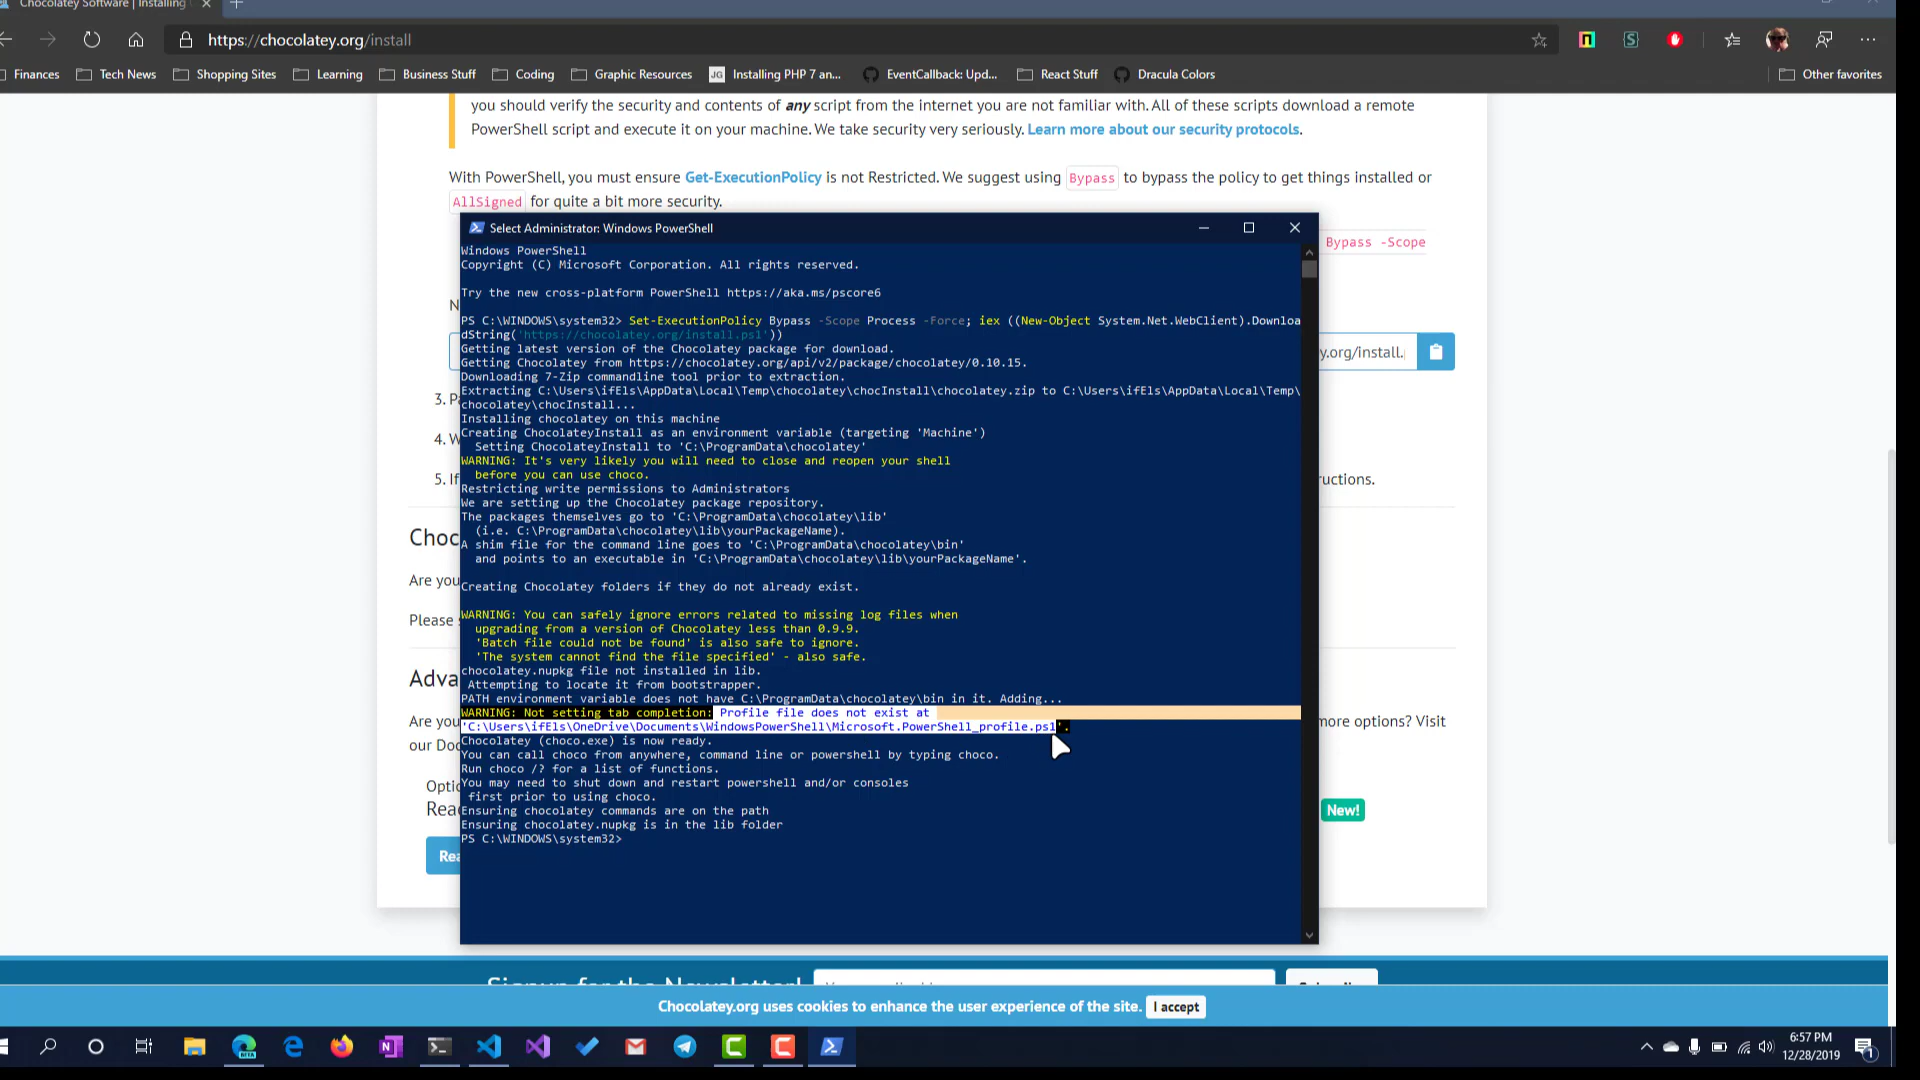 Chocolatey Software | Installing
https://chocolatey.org/install
Finances
Tech News
Shopping Sites
Learning
Business Stuff
Coding
Graphic Resources
JG
Installing PHP 7 an...
EventCallback: Upd...
React Stuff
Dracula Colors
Other favorites
you should verify the security and contents of any script from the internet you are not familiar with. All of these scripts download a remote
PowerShell script and execute it on your machine. We take security very seriously. Learn more about our security protocols.
With PowerShell, you must ensure Get-ExecutionPolicy is not Restricted. We suggest using Bypass to bypass the policy to get things installed or
AllSigned for quite a bit more security.
Bypass -Scope
N
y.org/install.
3. P
4. W
5. If
ructions.
Choc
Are you
Please
Adva
Are you
more options? Visit
our Doc
Optio
Read
New!
Rea
Select Administrator: Windows PowerShell
Windows PowerShell
Copyright (C) Microsoft Corporation. All rights reserved.
Try the new cross-platform PowerShell https://aka.ms/pscore6
PS C:\WINDOWS\system32> Set-ExecutionPolicy Bypass -Scope Process -Force; iex ((New-Object System.Net.WebClient).Downloa
dString('https://chocolatey.org/install.ps1'))
Getting latest version of the Chocolatey package for download.
Getting Chocolatey from https://chocolatey.org/api/v2/package/chocolatey/0.10.15.
Downloading 7-Zip commandline tool prior to extraction.
Extracting C:\Users\ifEls\AppData\Local\Temp\chocolatey\chocInstall\chocolatey.zip to C:\Users\ifEls\AppData\Local\Temp\
chocolatey\chocInstall...
Installing chocolatey on this machine
Creating ChocolateyInstall as an environment variable (targeting 'Machine')
Setting ChocolateyInstall to 'C:\ProgramData\chocolatey'
WARNING: It's very likely you will need to close and reopen your shell
before you can use choco.
Restricting write permissions to Administrators
We are setting up the Chocolatey package repository.
The packages themselves go to 'C:\ProgramData\chocolatey\lib'
(i.e. C:\ProgramData\chocolatey\lib\yourPackageName).
A shim file for the command line goes to 'C:\ProgramData\chocolatey\bin'
and points to an executable in 'C:\ProgramData\chocolatey\lib\yourPackageName'.
Creating Chocolatey folders if they do not already exist.
WARNING: You can safely ignore errors related to missing log files when
upgrading from a version of Chocolatey less than 0.9.9.
'Batch file could not be found' is also safe to ignore.
'The system cannot find the file specified' - also safe.
chocolatey.nupkg file not installed in lib.
Attempting to locate it from bootstrapper.
PATH environment variable does not have C:\ProgramData\chocolatey\bin in it. Adding...
WARNING: Not setting tab completion: Profile file does not exist at
'C:\Users\ifEls\OneDrive\Documents\WindowsPowerShell\Microsoft.PowerShell_profile.ps1'.
Chocolatey (choco.exe) is now ready.
You can call choco from anywhere, command line or powershell by typing choco.
Run choco /? for a list of functions.
You may need to shut down and restart powershell and/or consoles
first prior to using choco.
Ensuring chocolatey commands are on the path
Ensuring chocolatey.nupkg is in the lib folder
PS C:\WINDOWS\system32>
Signup for the Newsletter!
Chocolatey.org uses cookies to enhance the user experience of the site.
I accept
6:57 PM
12/28/2019
1